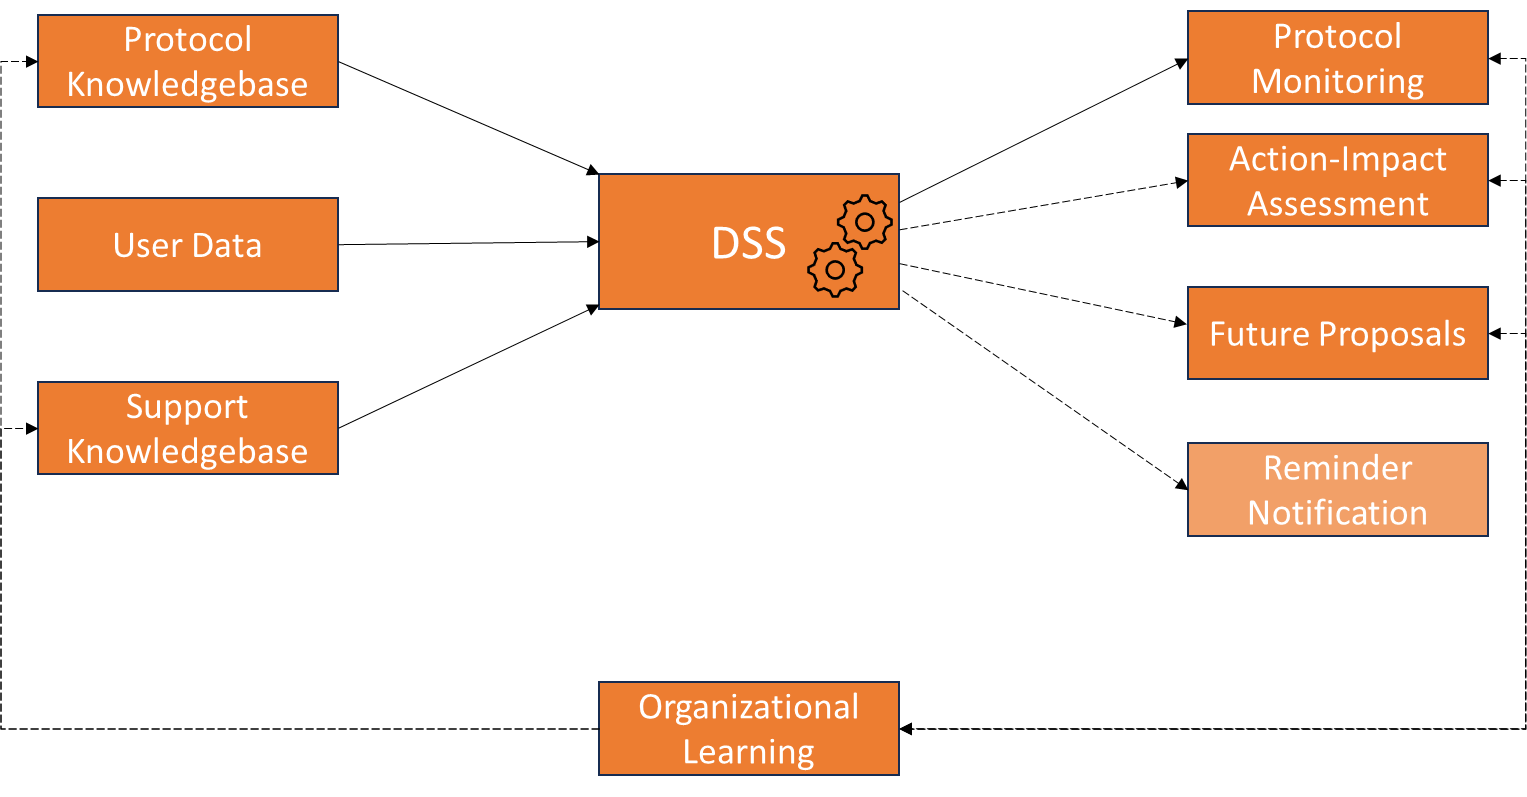 Protocol
Knowledgebase
User Data
Support
Knowledgebase
DSS
Protocol
Monitoring
Action-Impact
Assessment
Future Proposals
Reminder
Notification
Organizational
Learning